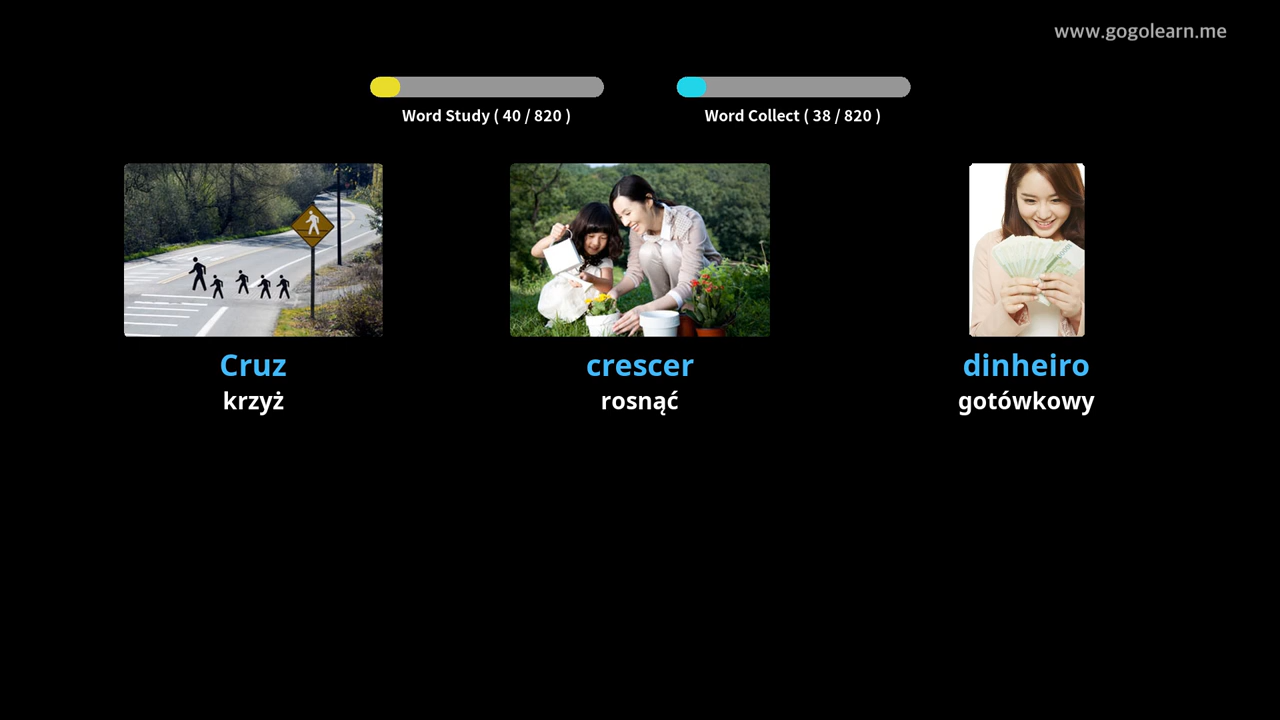 www.gogolearn.me
Word Study ( 40 / 820 )
Word Collect ( 38 / 820 )
Cruz
crescer
dinheiro
krzyż
rosnąć
gotówkowy